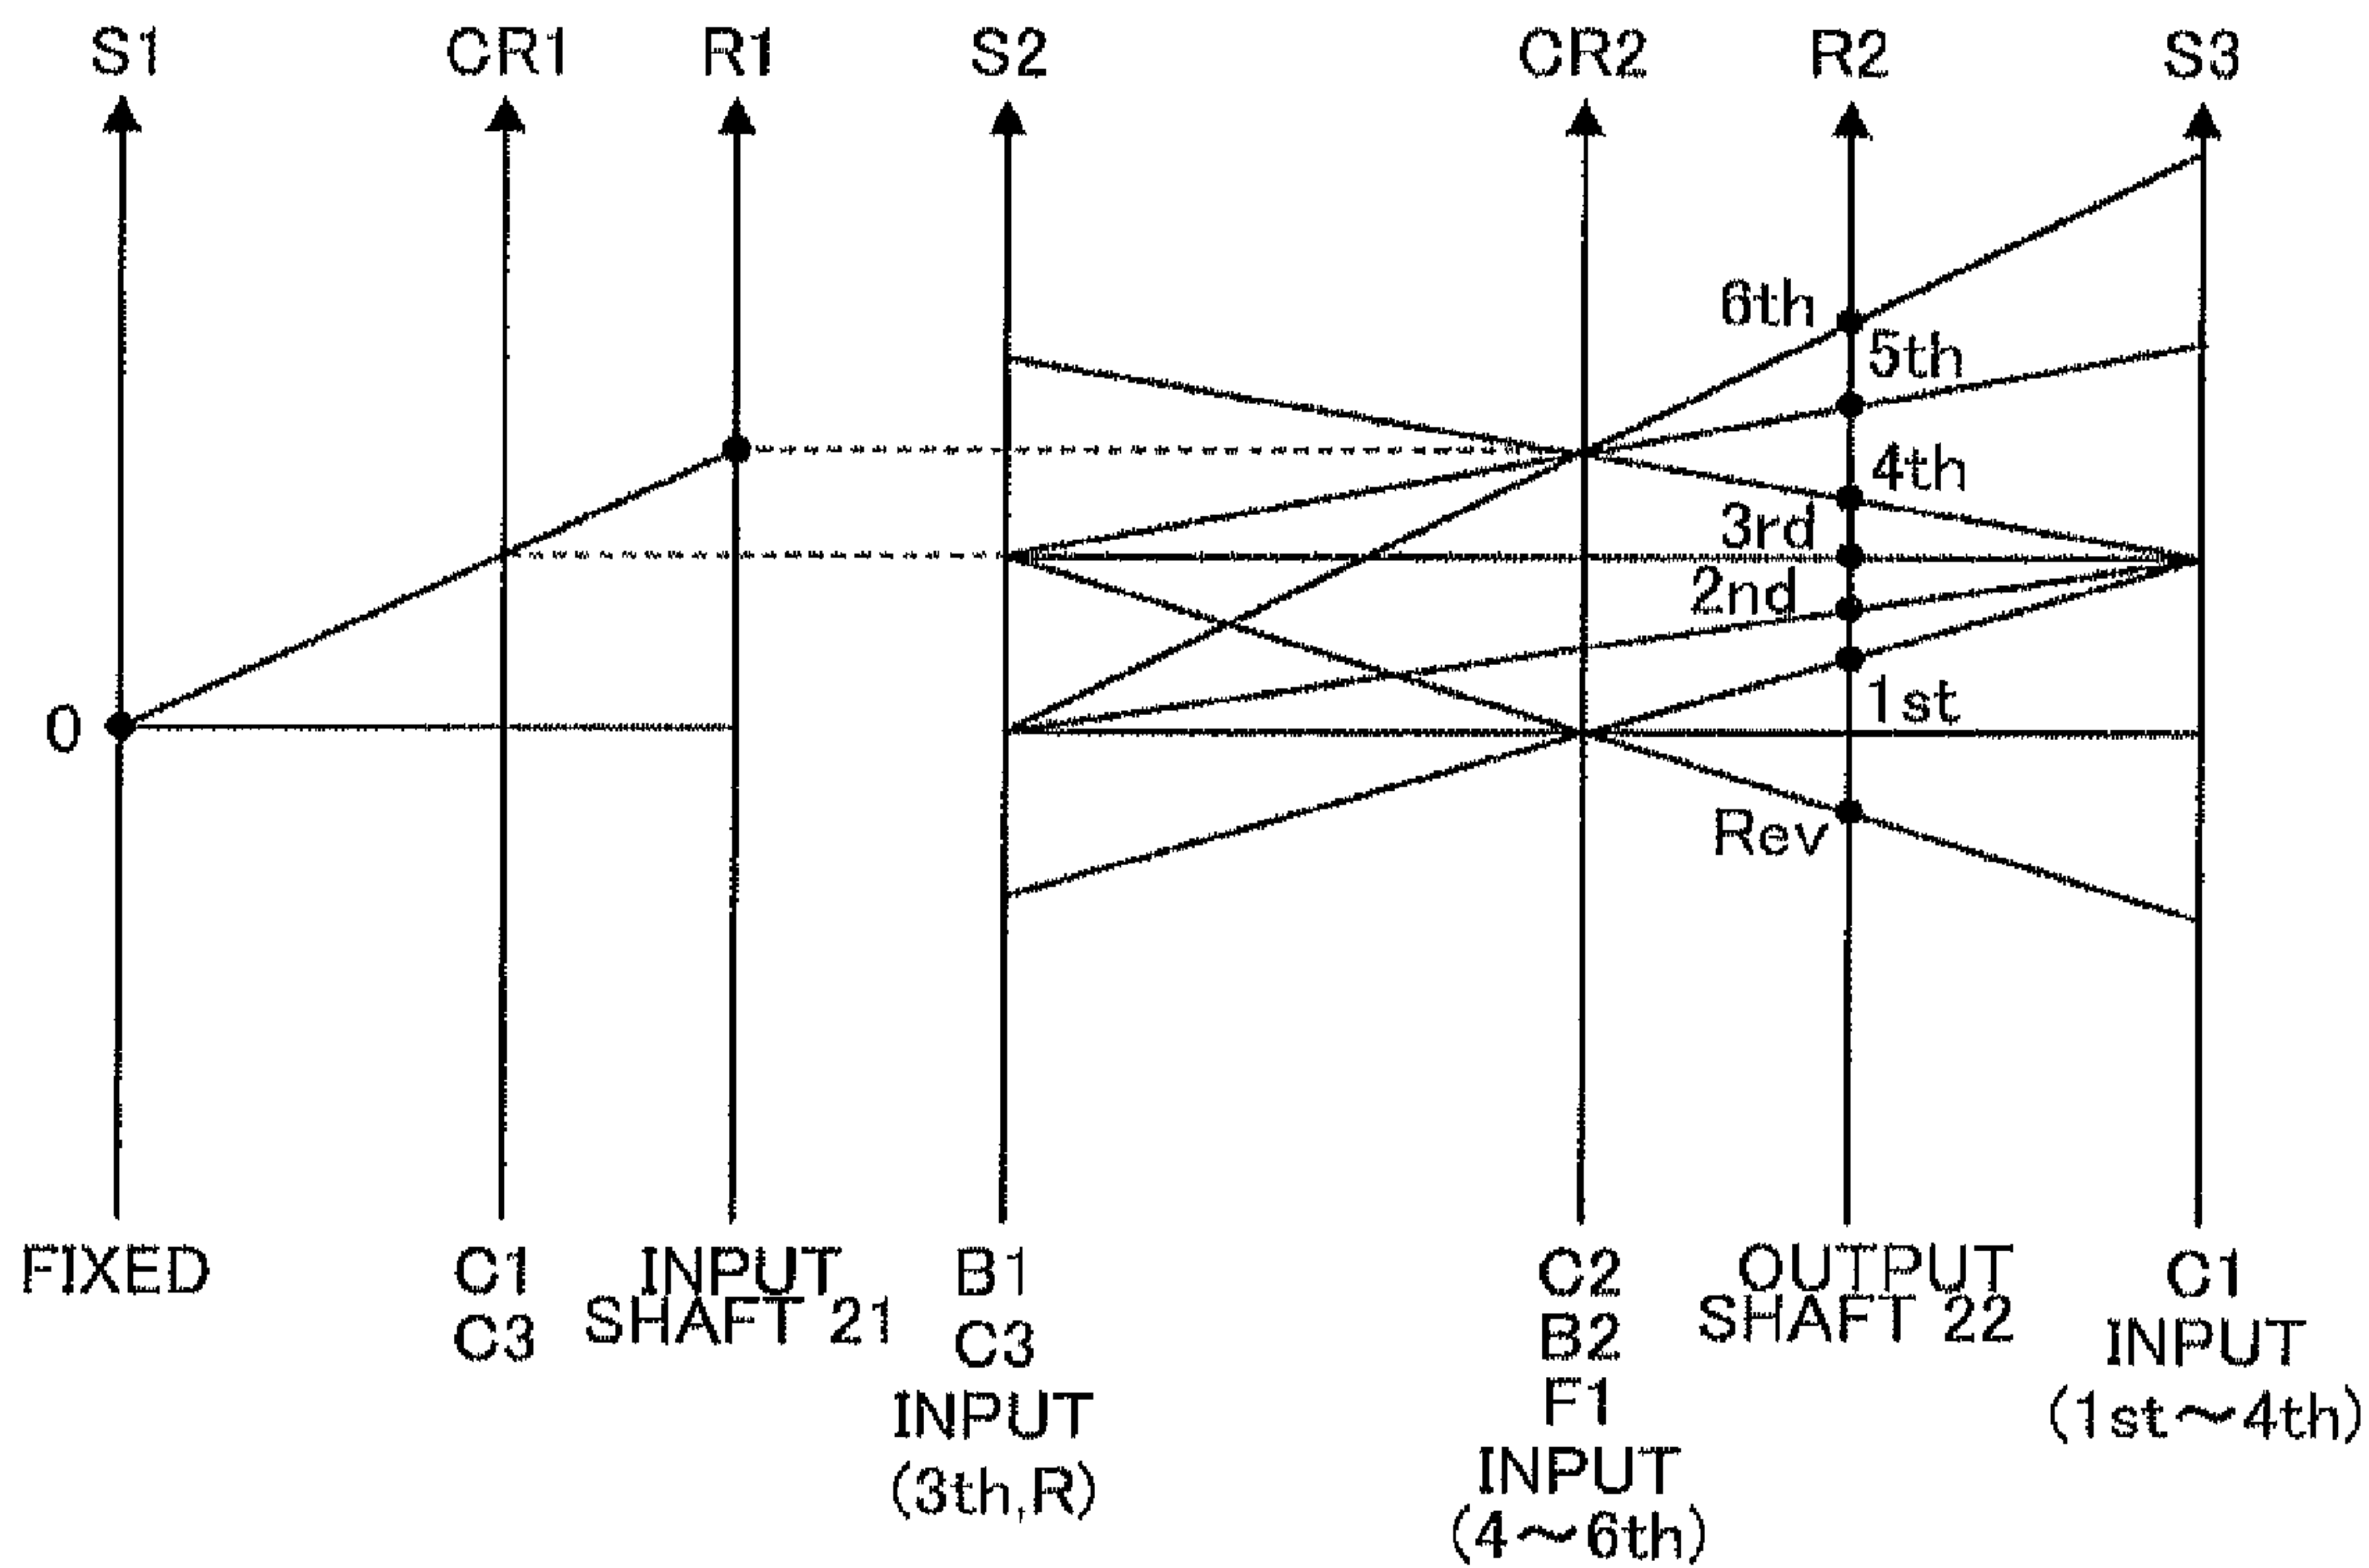 S1
CR1
R1
S2
CR2
R2
S3
6th
5th
4th
3rd
2nd
1st
0
Rev
FIXED
C1
C3
INPUT
SHAFT 21
B1
C3
INPUT
(3th,R)
C2
B2
F1
INPUT
(4～6th)
OUTPUT
SHAFT 22
C1
INPUT
(1st～4th)